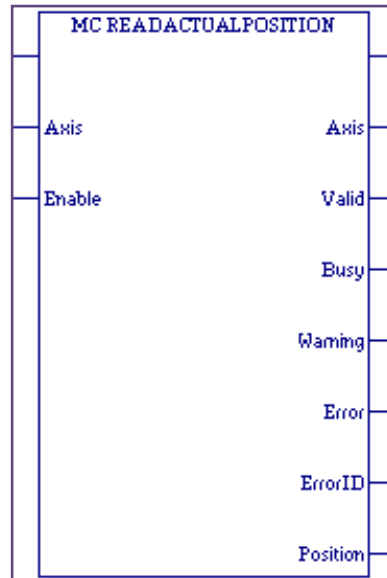 MC READACTUALPOSITION
Axis Axis
Enable Valid
Busy
Warning
Error
ErrorID
Position